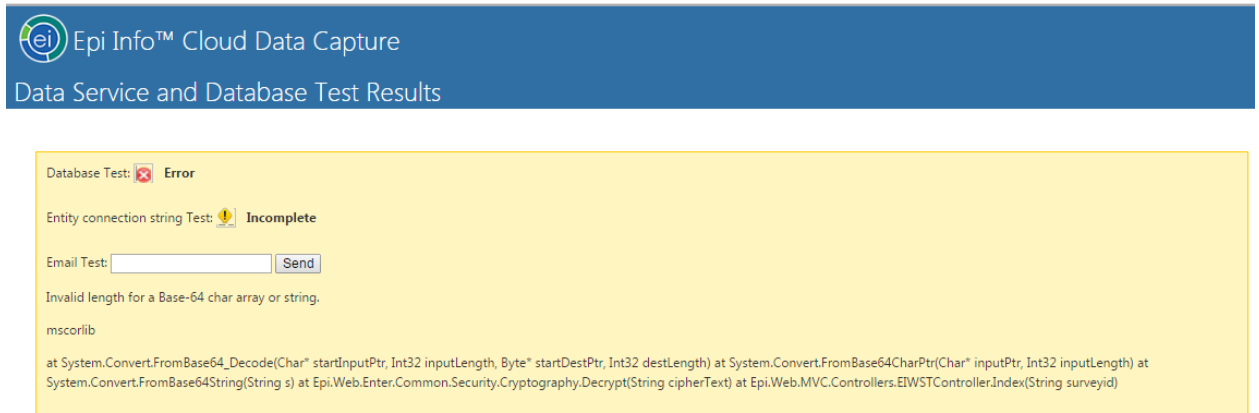 ei Epi Info™ Cloud Data Capture
Data Service and Database Test Results
Database Test: Error
Entity connection string Test: Incomplete
Email Test: Send
Invalid length for a Base-64 char array or string.
mscorlib
at System.Convert.FromBase64_Decode(Char* startInputPtr, Int32 inputLength, Byte* startDestPtr, Int32 destLength) at System.Convert.FromBase64CharPtr(Char* inputPtr, Int32 inputLength) at
System.Convert.FromBase64String(String s) at Epi.Web.Enter.Common.Security.Cryptography.Decrypt(String cipherText) at Epi.Web.MVC.Controllers.EIWSTController.Index(String surveyid)